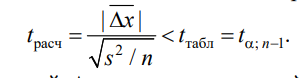 t_расч = |Δx̅| / √(s² / n) < t_табл = t_α; n−1.